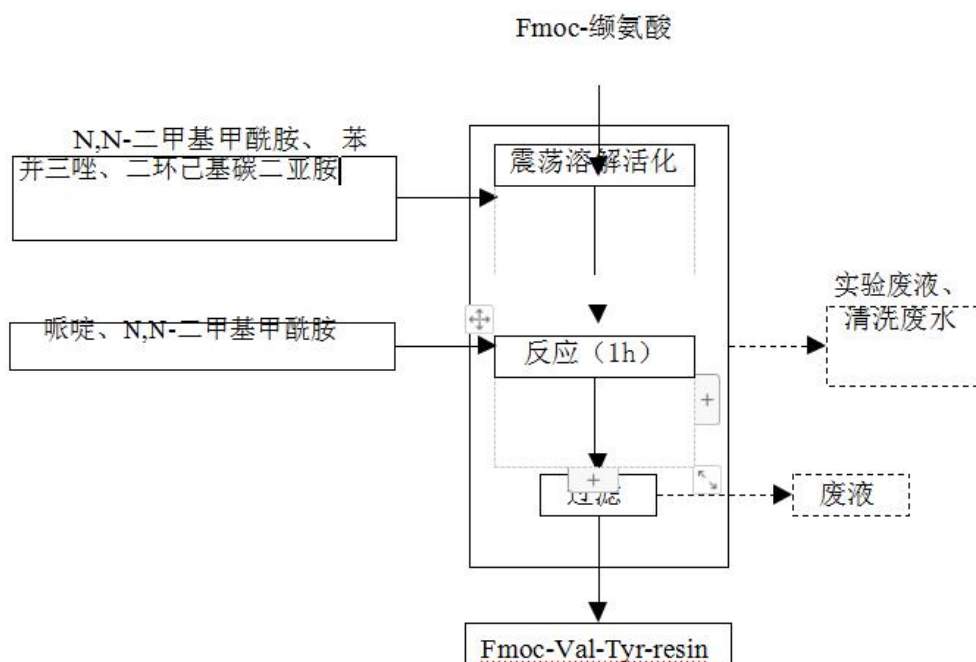 Fmoc-缬氨酸
N,N-二甲基甲酰胺、 苯
并三唑、二环己基碳二亚胺
震荡溶解活化
实验废液、
清洗废水
哌啶、N,N-二甲基甲酰胺
反应（1h）
过滤
废液
Fmoc-Val-Tyr-resin